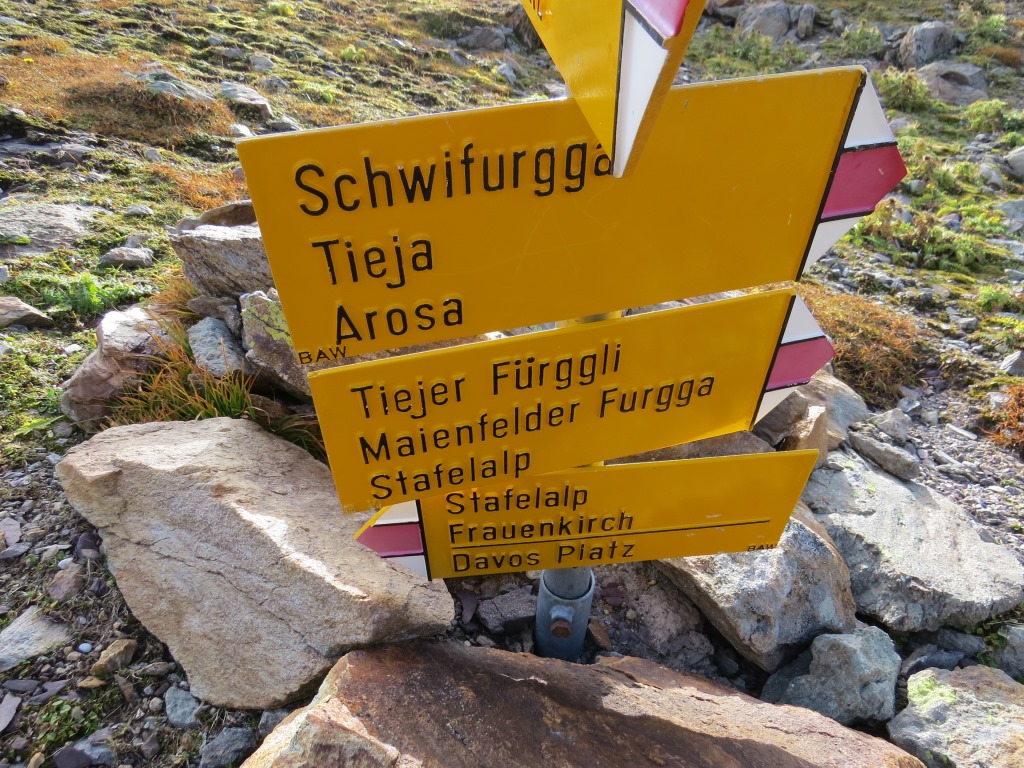 Schwifurgga
Tieja
Arosa
BAW
Tiejer Fürggli
Maienfelder Furgga
Stafelalp
Stafelalp
Frauenkirch
Davos Platz
BAW